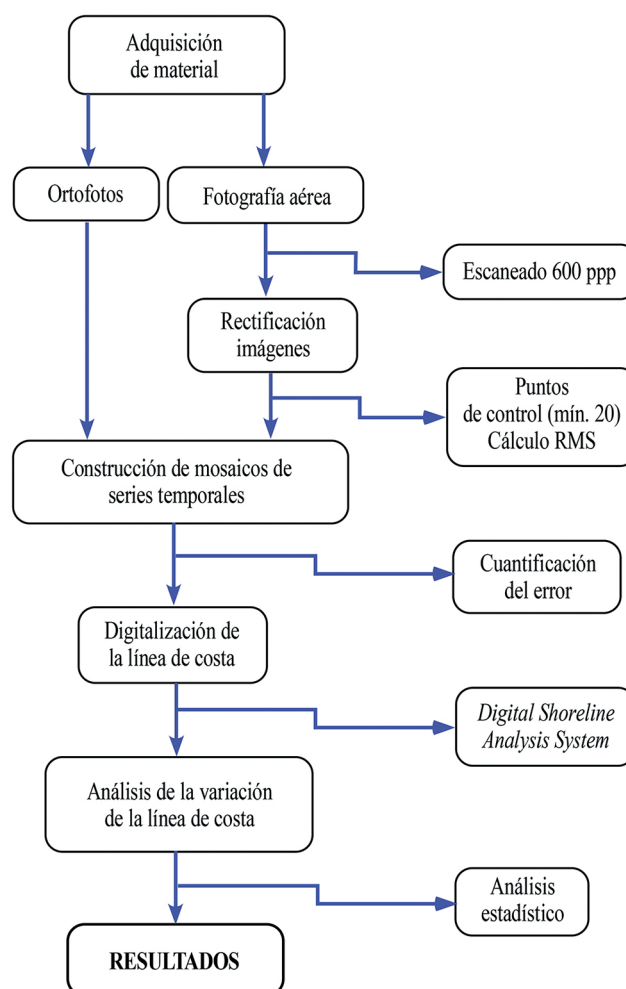 Adquisición
de material
Ortofotos
Fotografía aérea
Escaneado 600 ppp
Rectificación
imágenes
Puntos
de control (mín. 20)
Cálculo RMS
Construcción de mosaicos de
series temporales
Cuantificación
del error
Digitalización de
la línea de costa
Digital Shoreline
Analysis System
Análisis de la variación
de la línea de costa
Análisis
estadístico
RESULTADOS